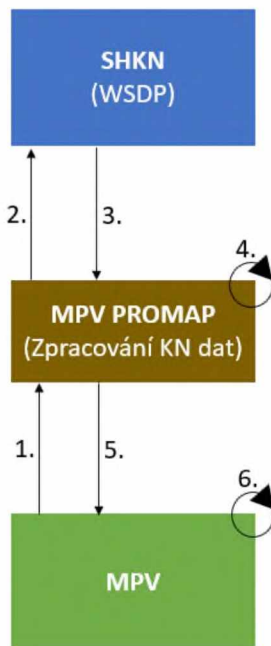 SHKN
(WSDP)
2.
3.
4.
MPV PROMAP
(Zpracování KN dat)
1.
5.
6.
MPV